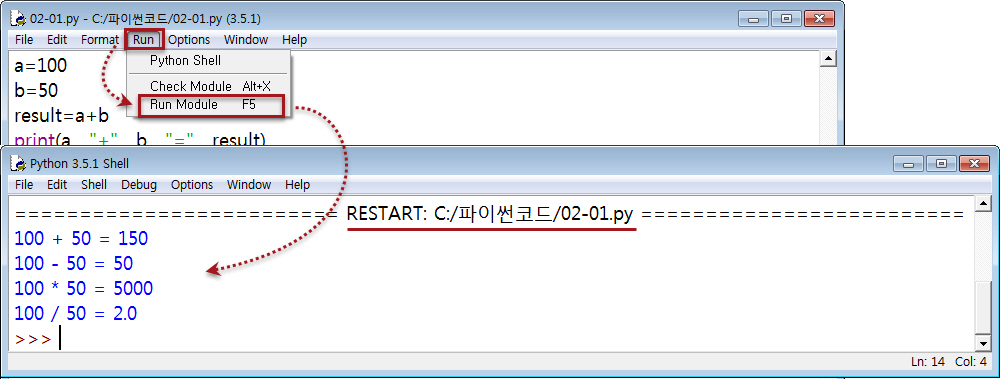 02-01.py - C:/파이썬코드/02-01.py (3.5.1)
File Edit Format Run Options Window Help
Python Shell
Check Module Alt+X
Run Module F5
a=100
b=50
result=a+b
print(a, "+", b, "=", result)
Python 3.5.1 Shell
File Edit Shell Debug Options Window Help
========================= RESTART: C:/파이썬코드/02-01.py =========================
100 + 50 = 150
100 - 50 = 50
100 * 50 = 5000
100 / 50 = 2.0
>>>
Ln: 14 Col: 4